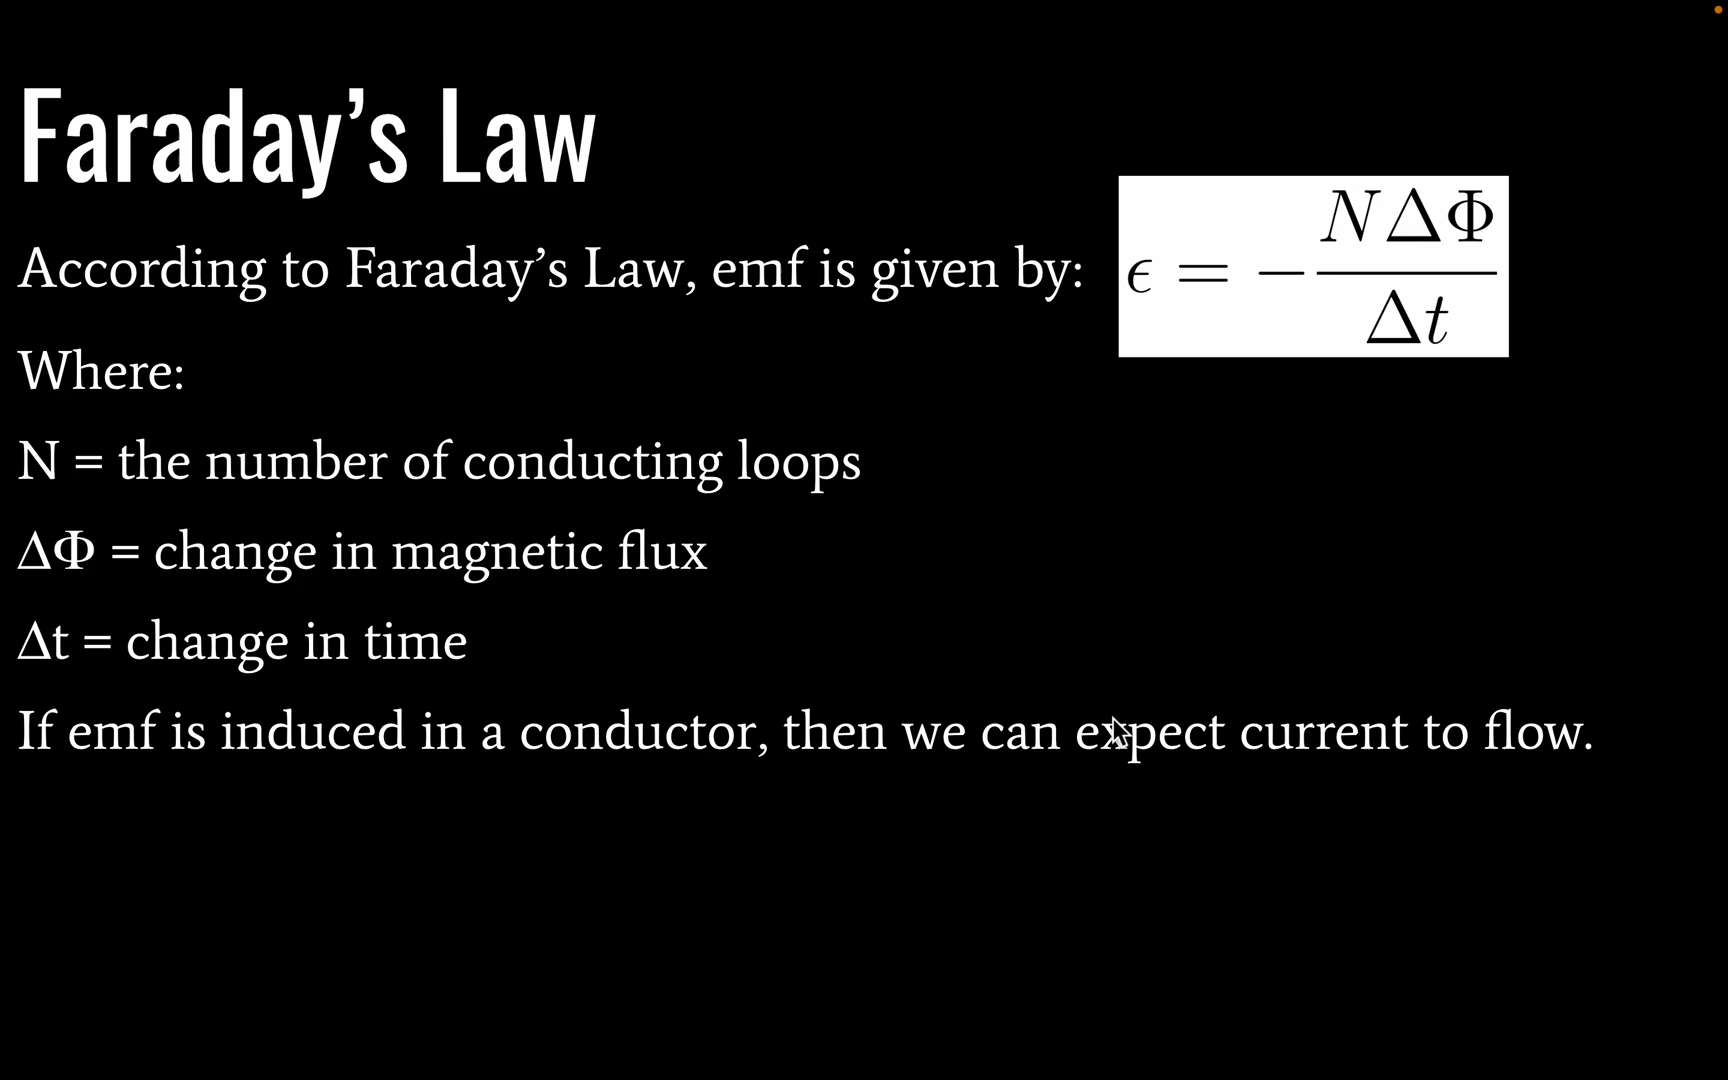 Faraday’s Law
According to Faraday’s Law, emf is given by: ϵ = −NΔΦ/Δt
Where:
N = the number of conducting loops
ΔΦ = change in magnetic flux
Δt = change in time
If emf is induced in a conductor, then we can expect current to flow.